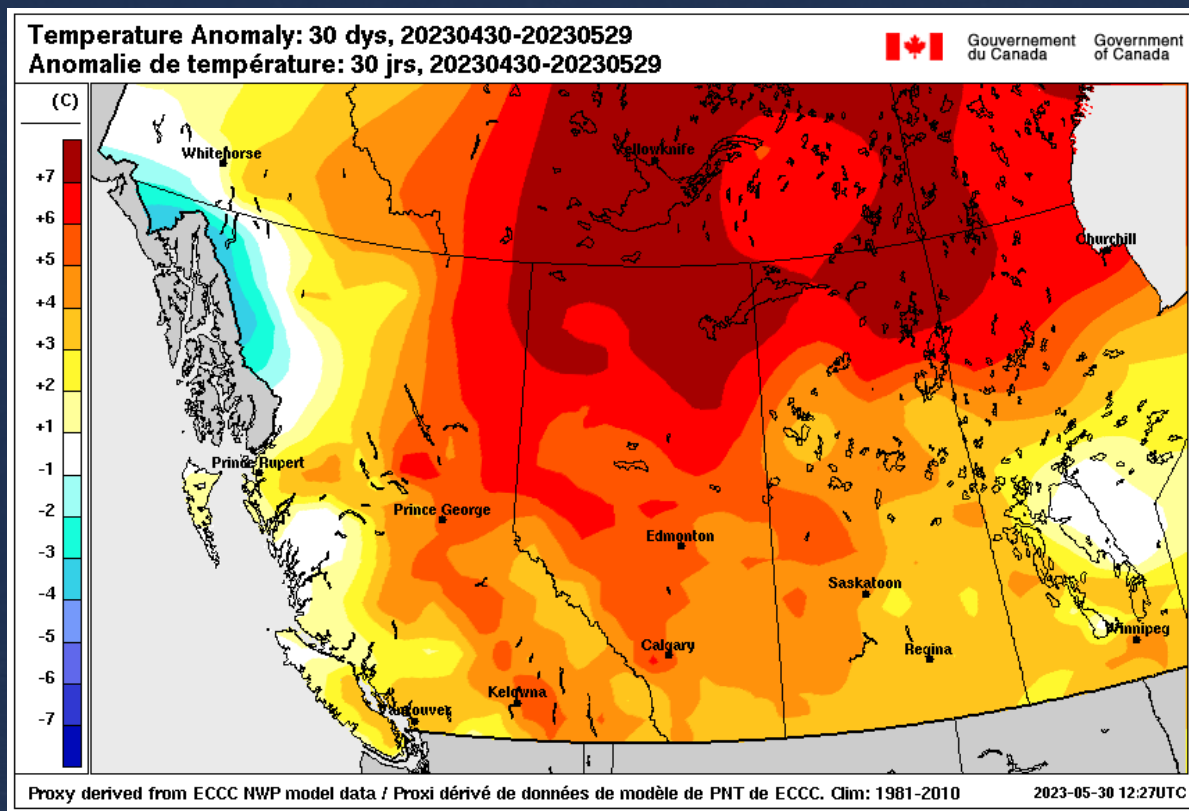 Temperature Anomaly: 30 dys, 20230430-20230529
Anomalie de température: 30 jrs, 20230430-20230529
Gouvernement du Canada
Government of Canada
(C)
+7
+6
+5
+4
+3
+2
+1
-1
-2
-3
-4
-5
-6
-7
Whitehorse
Yellowknife
Churchill
Prince Rupert
Prince George
Edmonton
Saskatoon
Winnipeg
Calgary
Regina
Kelowna
Vancouver
Proxy derived from ECCC NWP model data / Proxi dérivé de données de modèle de PNT de ECCC. Clim: 1981-2010
2023-05-30 12:27UTC